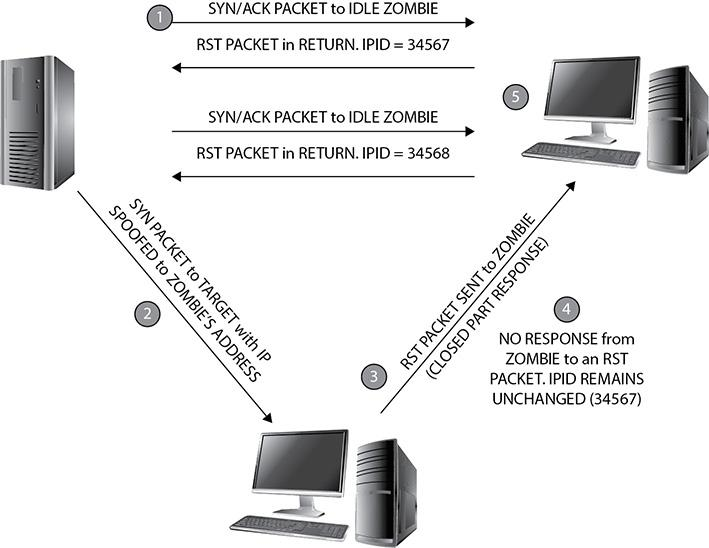 1
SYN/ACK PACKET to IDLE ZOMBIE
RST PACKET in RETURN. IPID = 34567
5
SYN/ACK PACKET to IDLE ZOMBIE
RST PACKET in RETURN. IPID = 34568
2
SYN PACKET to TARGET with IP
SPOOFED to ZOMBIE'S ADDRESS
3
RST PACKET SENT to ZOMBIE
(CLOSED PART RESPONSE)
4
NO RESPONSE from
ZOMBIE to an RST
PACKET. IPID REMAINS
UNCHANGED (34567)